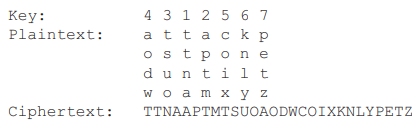 Key: 4 3 1 2 5 6 7
Plaintext: a t t a c k p
o s t p o n e
d u n t i l t
w o a m x y z
Ciphertext: TTNAAPTMTSUOAODWCOIXKNLYPETZ